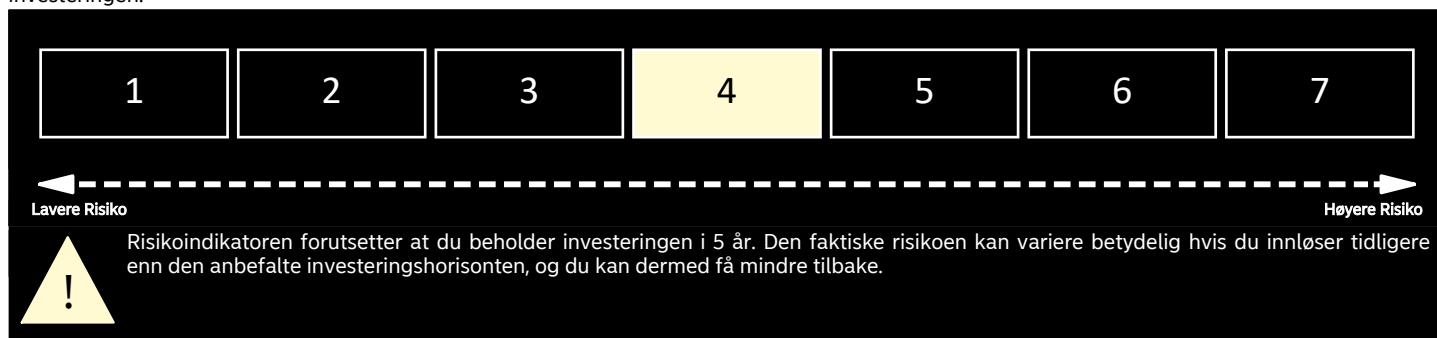 investeringen.
1 2 3 4 5 6 7
Lavere Risiko Høyere Risiko
Risikoindikatoren forutsetter at du beholder investeringen i 5 år. Den faktiske risikoen kan variere betydelig hvis du innløser tidligere
enn den anbefalte investeringshorisonten, og du kan dermed få mindre tilbake.
!